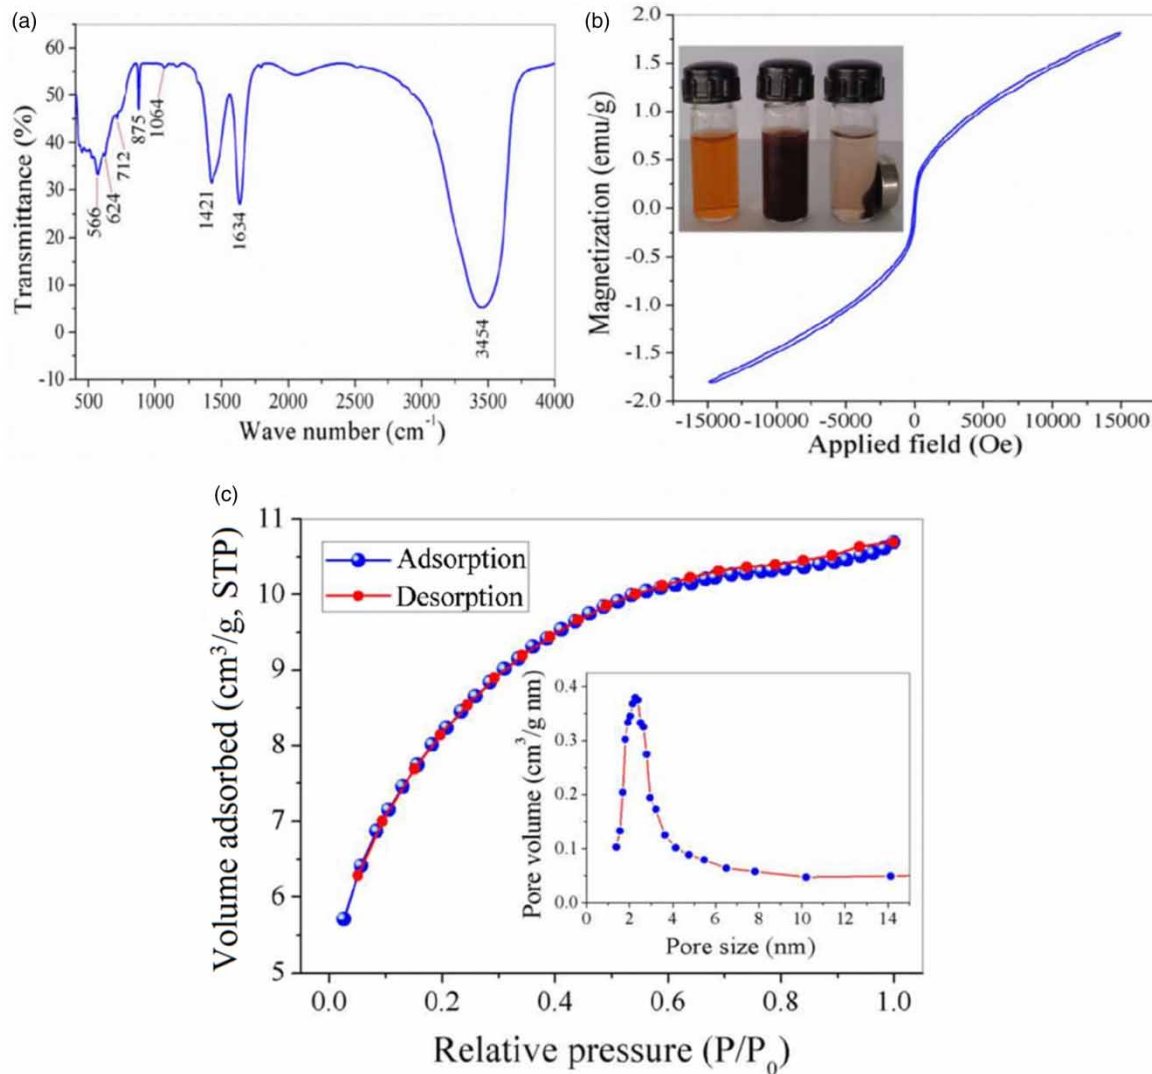 (a)
Transmittance (%)
60
50
40
30
20
10
0
-10
566
624
712
875
1064
1421
1634
3454
500 1000 1500 2000 2500 3000 3500 4000
Wave number (cm⁻¹)
(b)
Magnetization (emu/g)
2.0
1.5
1.0
0.5
0.0
-0.5
-1.0
-1.5
-2.0
-15000 -10000 -5000 0 5000 10000 15000
Applied field (Oe)
(c)
Volume adsorbed (cm³/g, STP)
11
10
9
8
7
6
5
Adsorption
Desorption
Pore volume (cm³/g nm)
0.4
0.3
0.2
0.1
0.0
0 2 4 6 8 10 12 14
Pore size (nm)
0.0 0.2 0.4 0.6 0.8 1.0
Relative pressure (P/P₀)